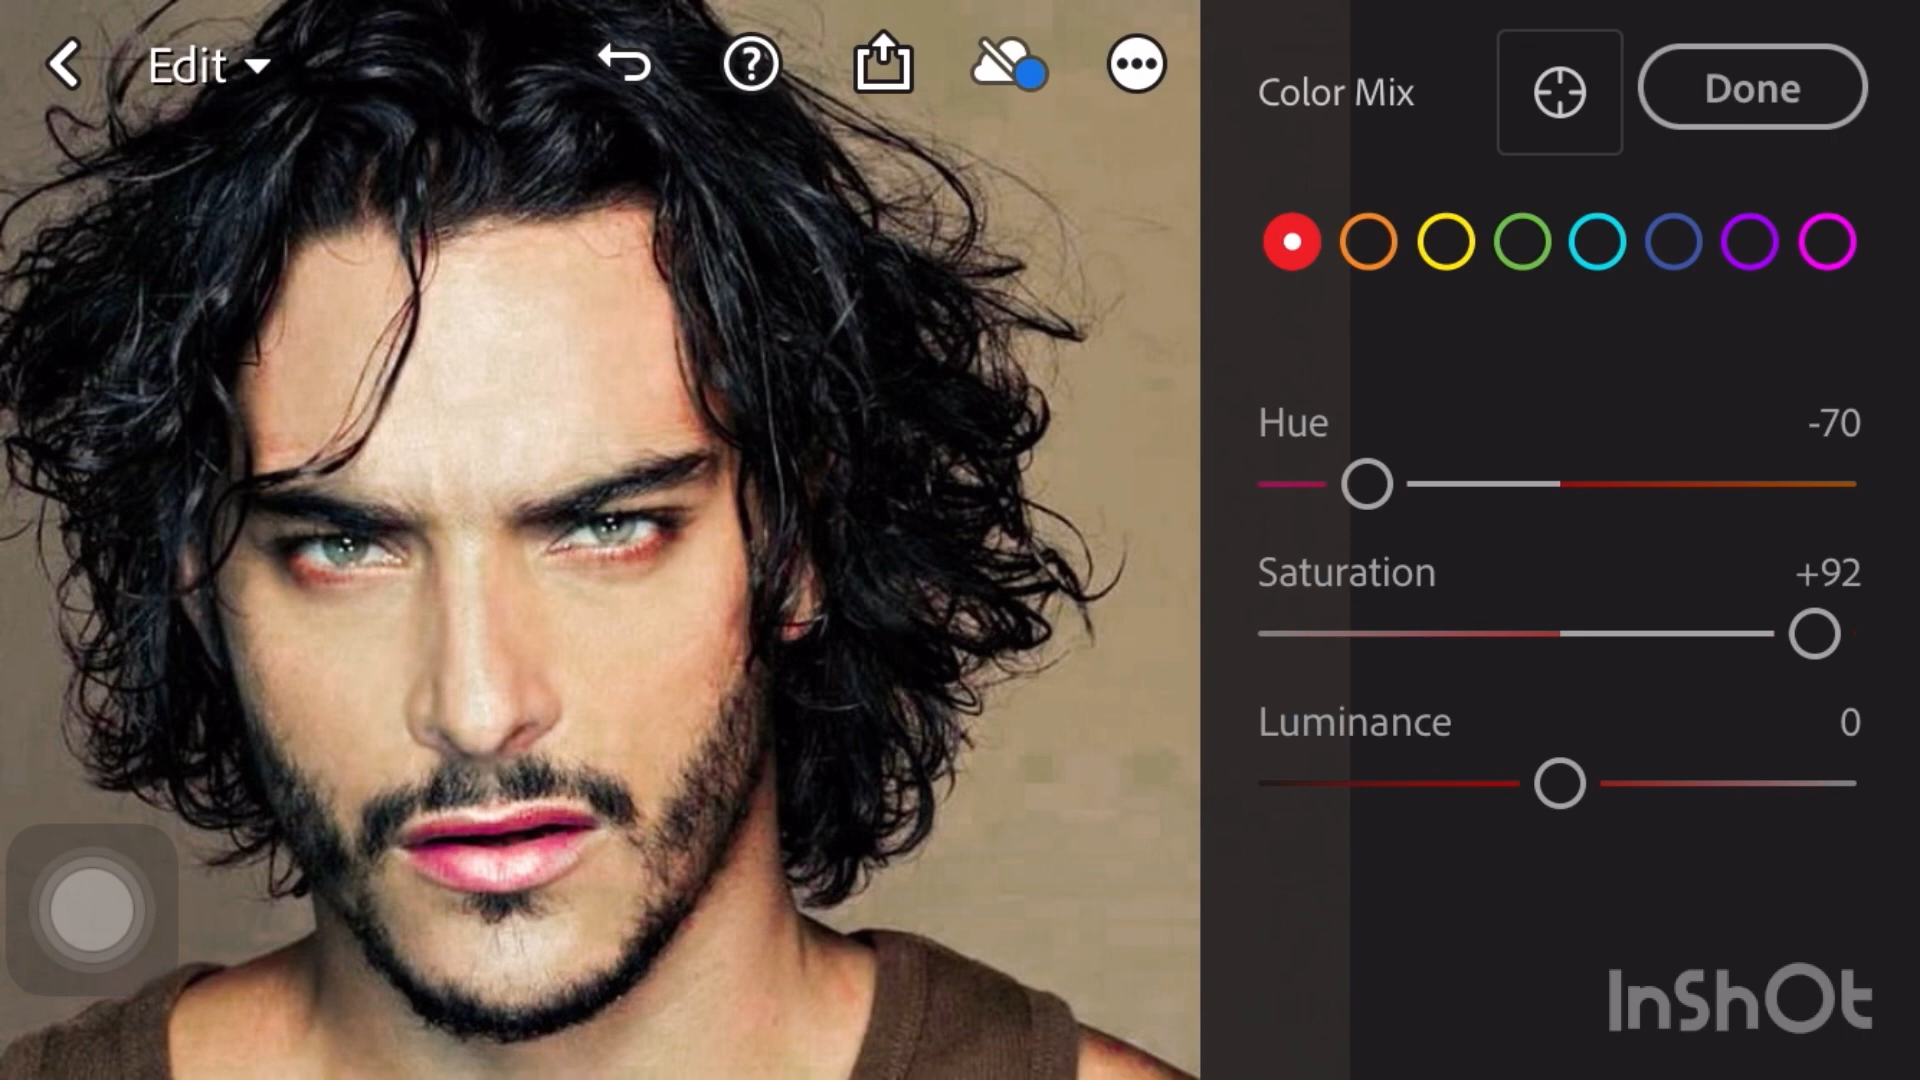 Edit
Color Mix
Done
Hue -70
Saturation +92
Luminance 0
InShOt